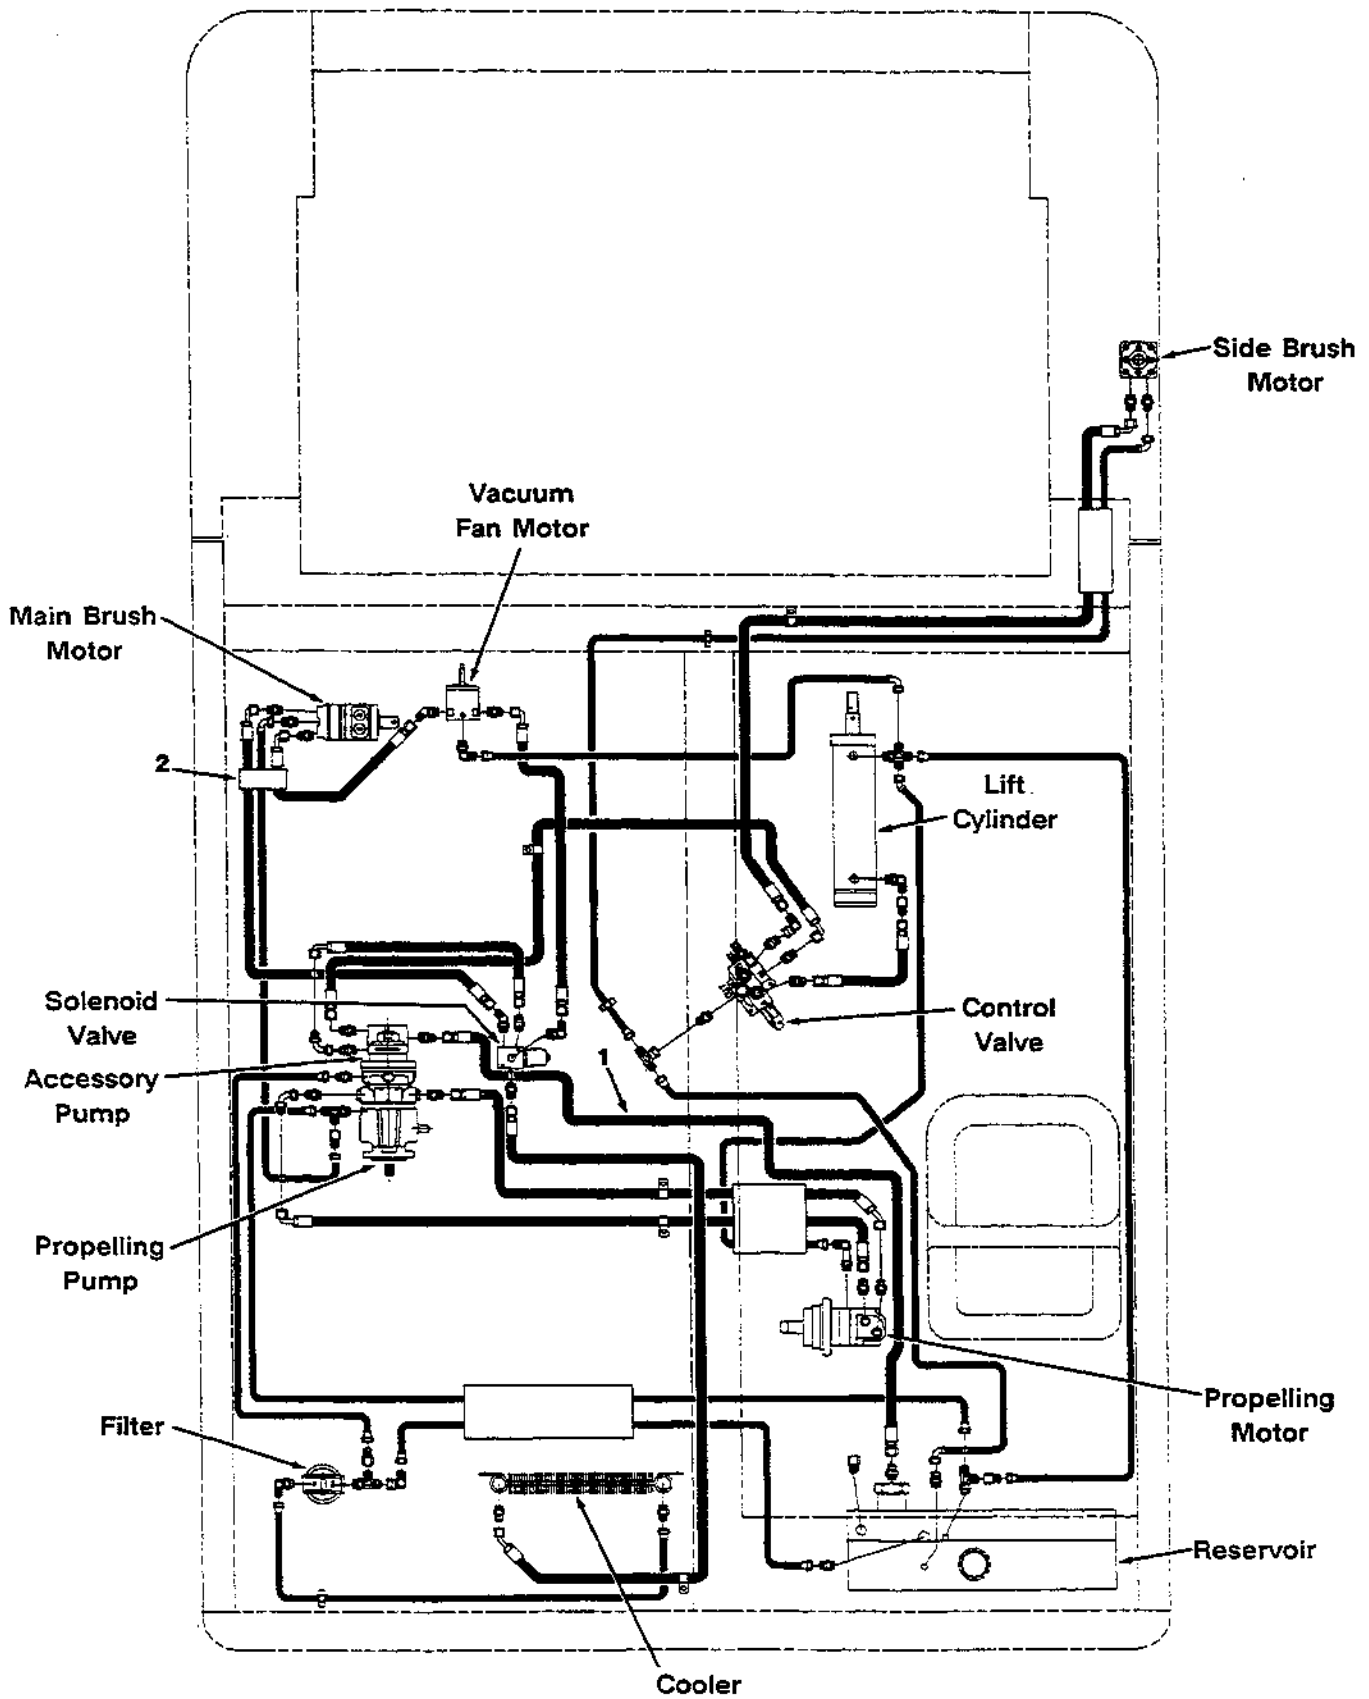 Side Brush
Motor
Vacuum
Fan Motor
Main Brush
Motor
2
Lift
Cylinder
Solenoid
Valve
Control
Valve
1
Accessory
Pump
Propelling
Pump
Propelling
Motor
Filter
Reservoir
Cooler